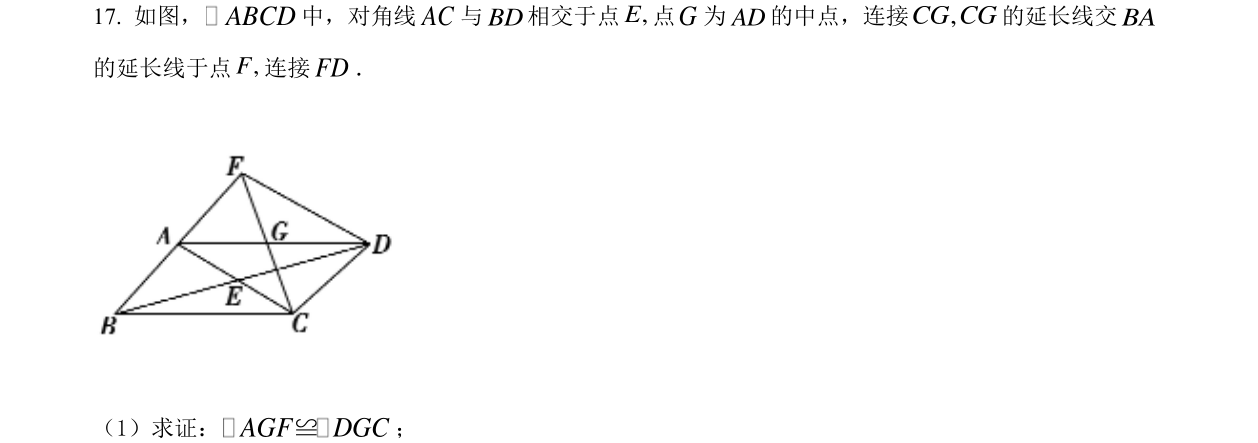 17. 如图，□ ABCD 中，对角线 AC 与 BD 相交于点 E, 点 G 为 AD 的中点，连接 CG, CG 的延长线交 BA
的延长线于点 F, 连接 FD．
F
A
G
D
E
B
C
（1）求证：□AGF≌□DGC；